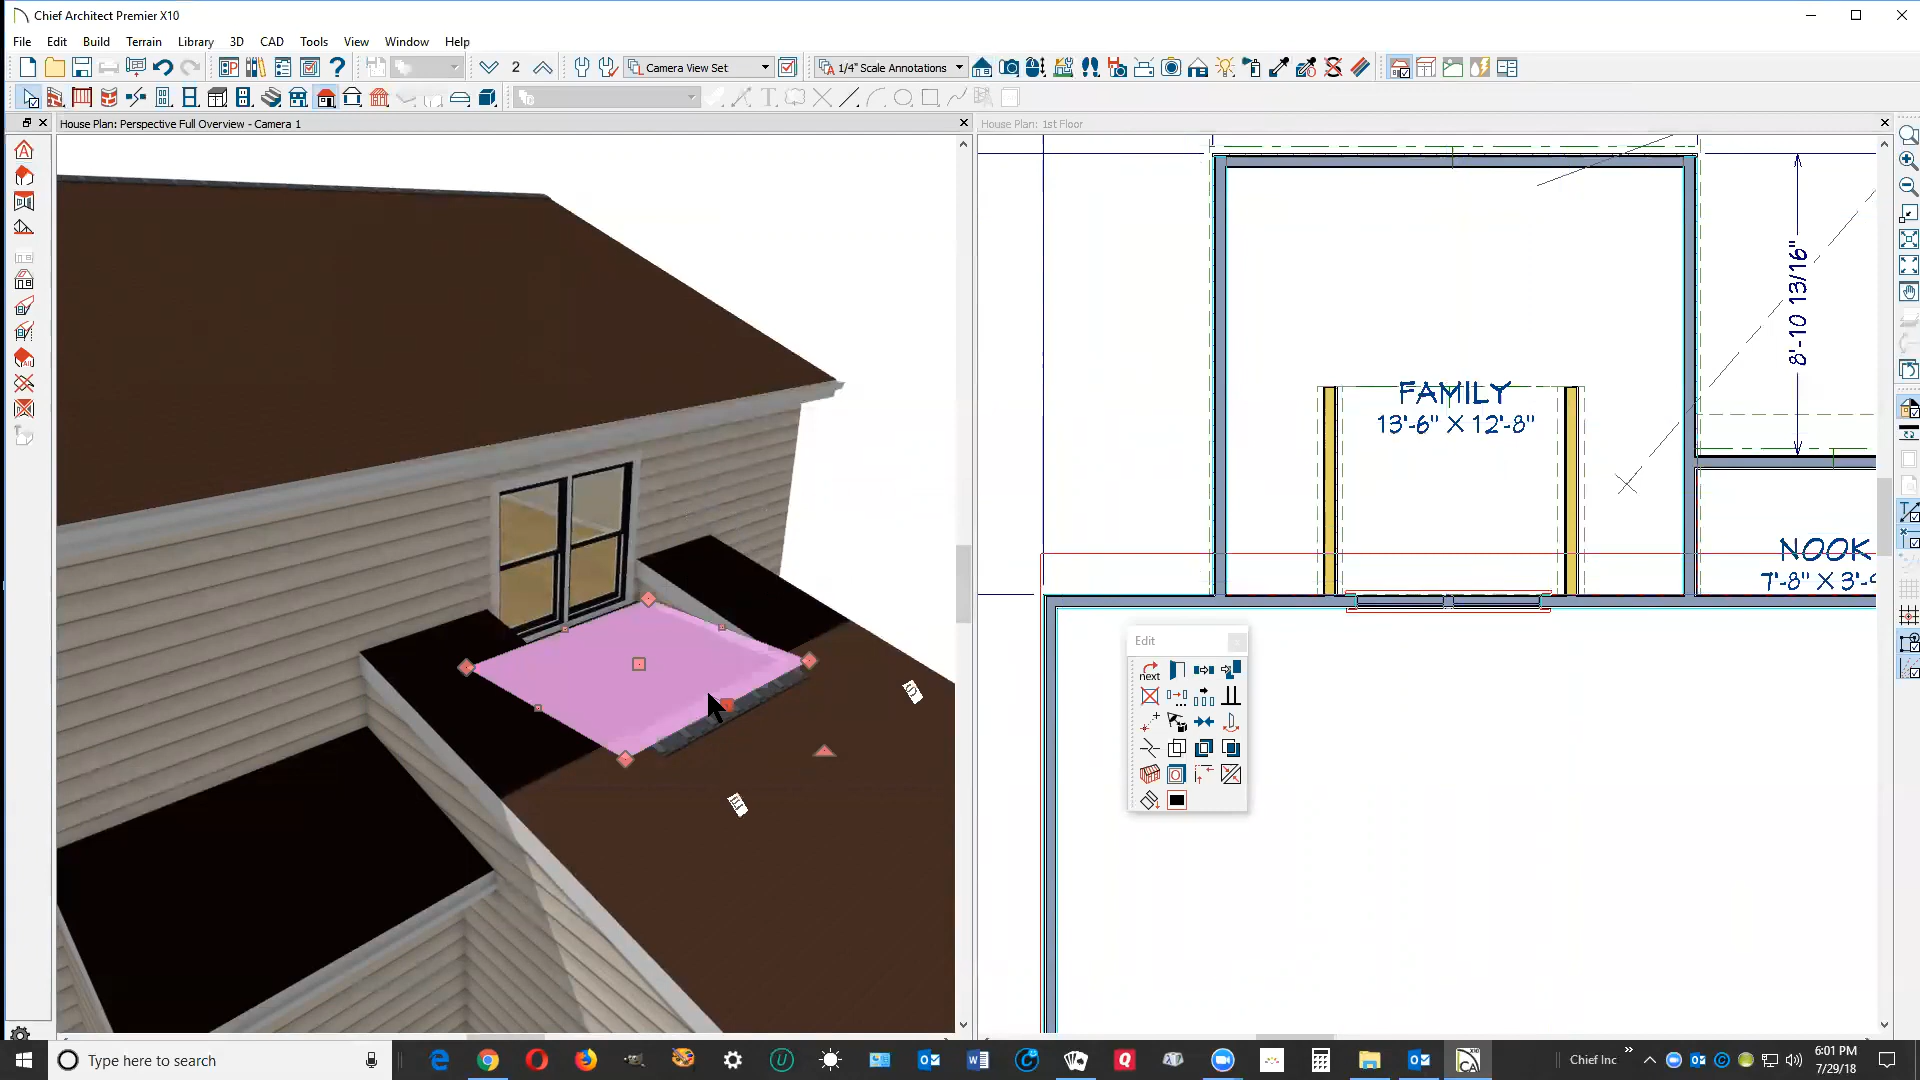 Chief Architect Premier X10
File Edit Build Terrain Library 3D CAD Tools View Window Help
2 Camera View Set 1/4" Scale Annotations
House Plan: Perspective Full Overview - Camera 1
House Plan: 1st Floor
8'-10 13/16"
FAMILY
13'-6" X 12'-8"
NOOK
7'-8" X 3'-
Edit
next
Type here to search
Chief Inc
6:01 PM
7/29/18